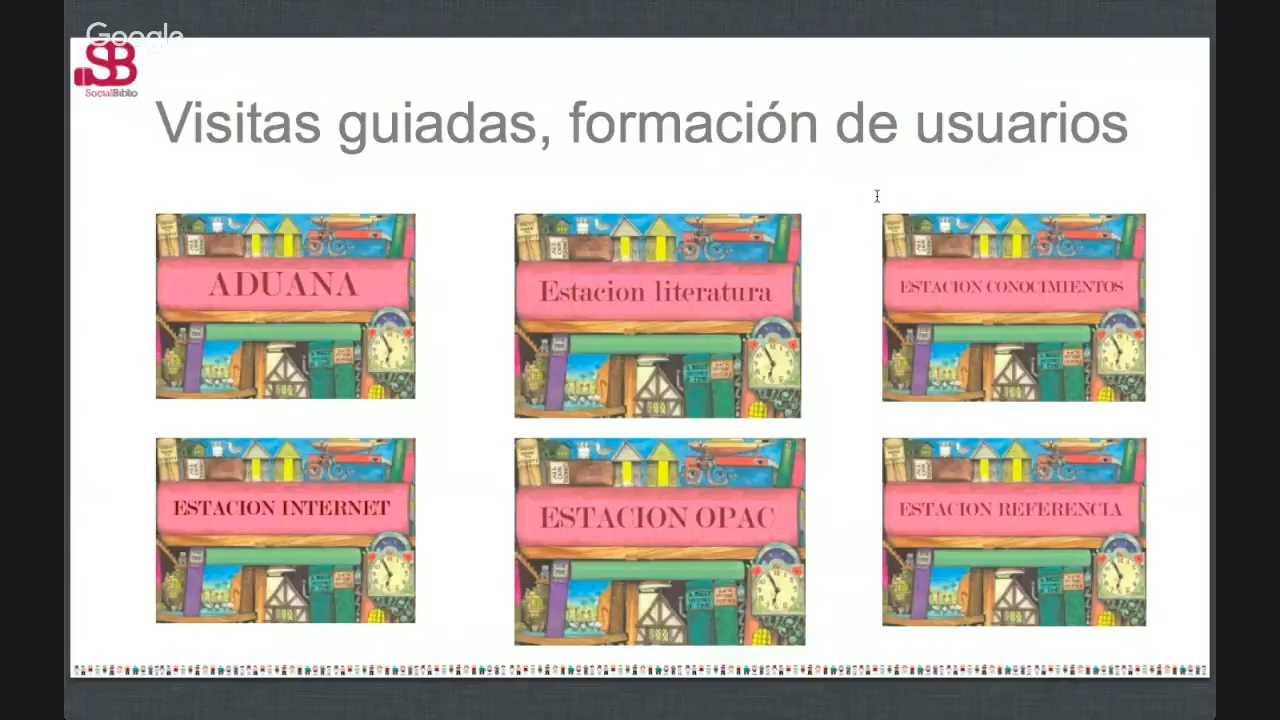 Google
SB
SocialBiblio
Visitas guiadas, formación de usuarios
ADUANA
Estacion literatura
ESTACION CONOCIMIENTOS
ESTACION INTERNET
ESTACION OPAC
ESTACION REFERENCIA